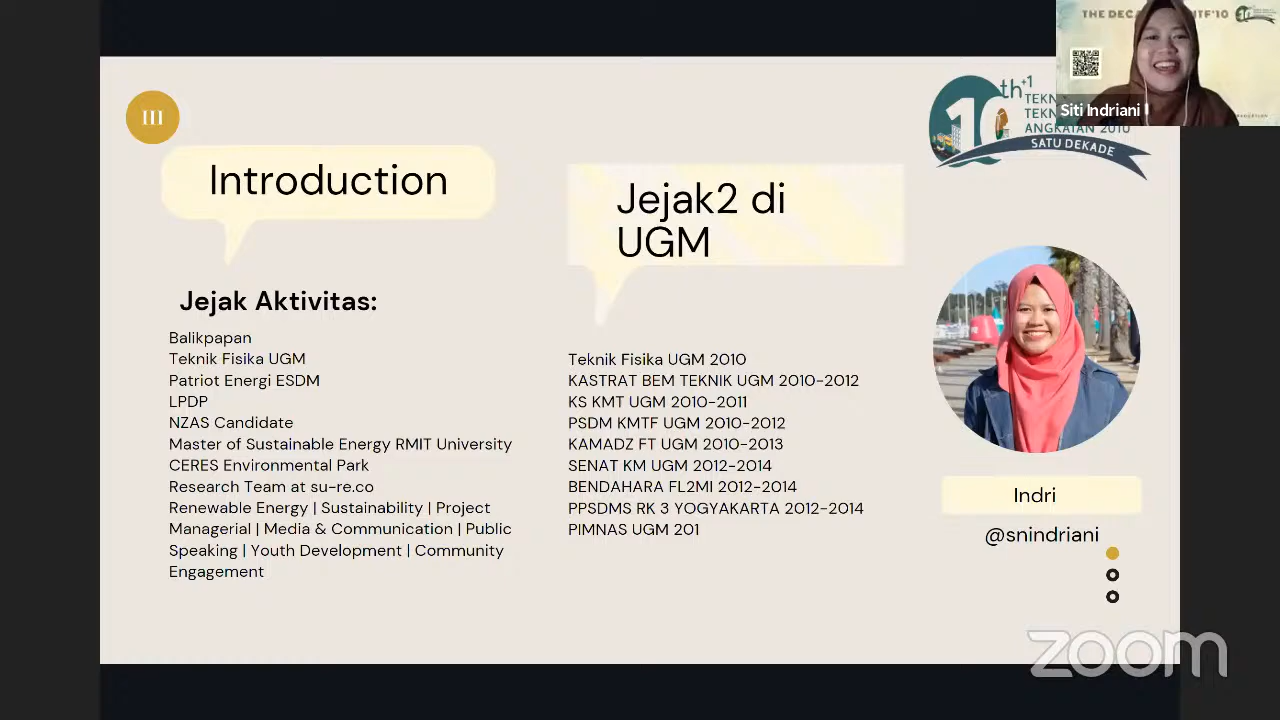 III
Introduction
Jejak Aktivitas:
Balikpapan
Teknik Fisika UGM
Patriot Energi ESDM
LPDP
NZAS Candidate
Master of Sustainable Energy RMIT University
CERES Environmental Park
Research Team at su-re.co
Renewable Energy | Sustainability | Project
Managerial | Media & Communication | Public
Speaking | Youth Development | Community
Engagement
Jejak2 di
UGM
Teknik Fisika UGM 2010
KASTRAT BEM TEKNIK UGM 2010-2012
KS KMT UGM 2010-2011
PSDM KMTF UGM 2010-2012
KAMADZ FT UGM 2010-2013
SENAT KM UGM 2012-2014
BENDAHARA FL2MI 2012-2014
PPSDMS RK 3 YOGYAKARTA 2012-2014
PIMNAS UGM 201
10th+1
ANGKATAN 2010
SATU DEKADE
THE
Siti Indriani
Indri
@snindriani
zoom